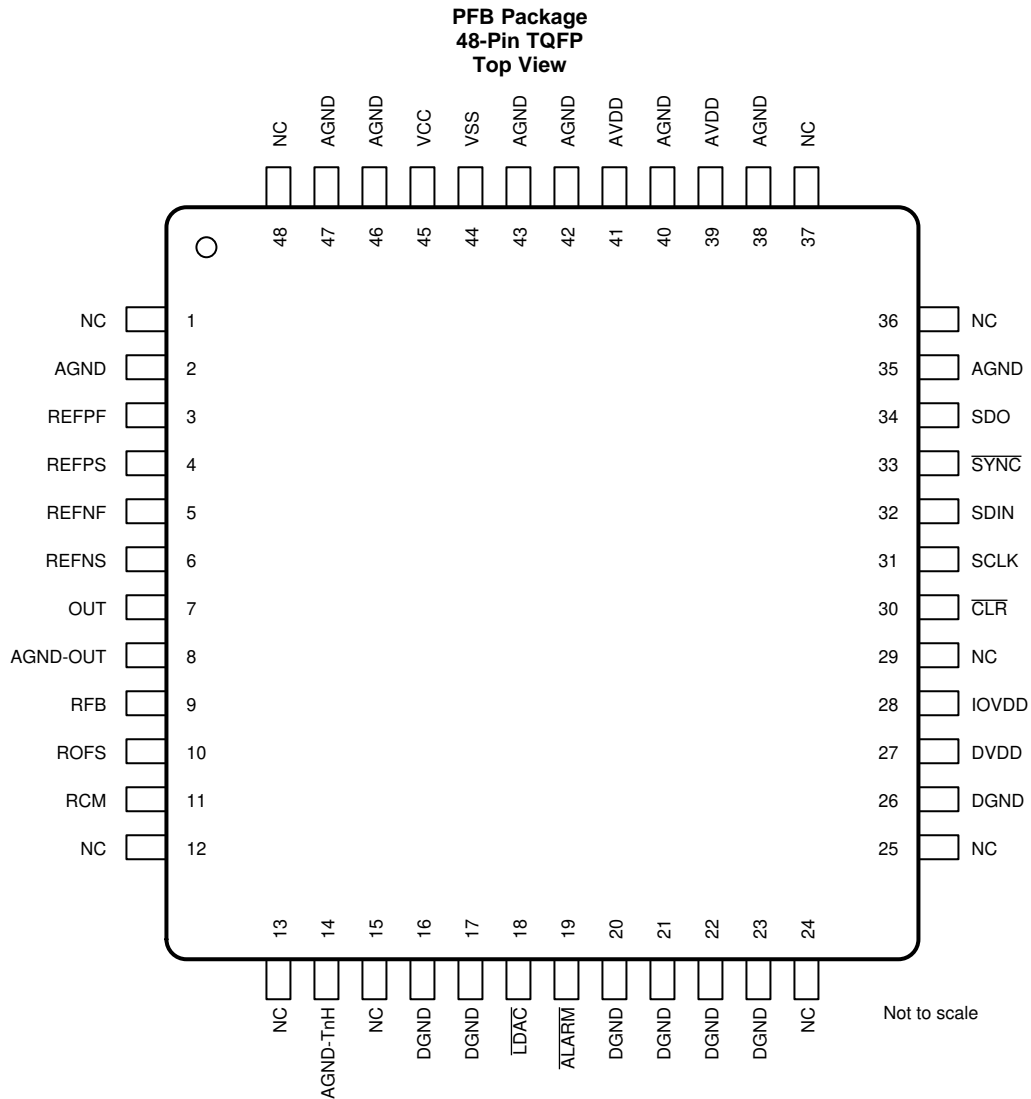 PFB Package
48-Pin TQFP
Top View
NC
AGND
AGND
VCC
VSS
AGND
AGND
AVDD
AGND
AVDD
AGND
NC
48
47
46
45
44
43
42
41
40
39
38
37
NC 1
AGND 2
REFPF 3
REFPS 4
REFNF 5
REFNS 6
OUT 7
AGND-OUT 8
RFB 9
ROFS 10
RCM 11
NC 12
36 NC
35 AGND
34 SDO
33 SYNC
32 SDIN
31 SCLK
30 CLR
29 NC
28 IOVDD
27 DVDD
26 DGND
25 NC
13
14
15
16
17
18
19
20
21
22
23
24
NC
AGND-TnH
NC
DGND
DGND
LDAC
ALARM
DGND
DGND
DGND
DGND
NC
Not to scale